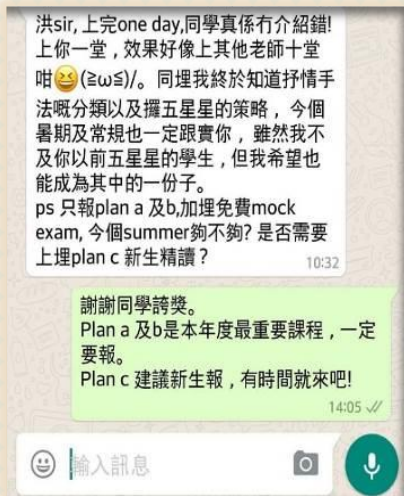 洪sir, 上完one day,同學真係冇介紹錯!
上你一堂，效果好像上其他老師十堂
咁😆(≧ω≦)/。同埋我終於知道抒情手
法嘅分類以及攞五星星的策略，今個
暑期及常規也一定跟實你，雖然我不
及你以前五星星的學生，但我希望也
能成為其中的一份子。
ps 只報plan a 及b,加埋免費mock
exam, 今個summer夠不夠? 是否需要
上埋plan c 新生精讀？
10:32
謝謝同學誇獎。
Plan a 及b是本年度最重要課程，一定
要報。
Plan c 建議新生報，有時間就來吧!
14:05
輸入訊息